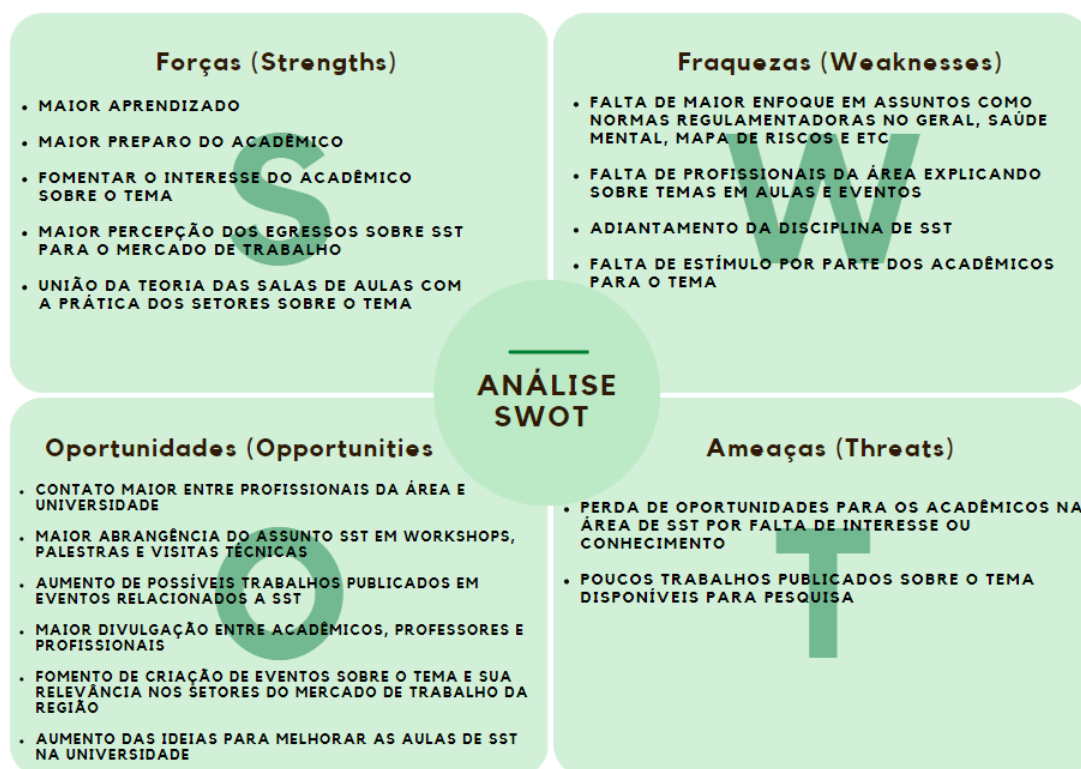 Forças (Strengths)
• MAIOR APRENDIZADO
• MAIOR PREPARO DO ACADÊMICO
• FOMENTAR O INTERESSE DO ACADÊMICO
SOBRE O TEMA
• MAIOR PERCEPÇÃO DOS EGRESSOS SOBRE SST
PARA O MERCADO DE TRABALHO
• UNIÃO DA TEORIA DAS SALAS DE AULAS COM
A PRÁTICA DOS SETORES SOBRE O TEMA
S
Fraquezas (Weaknesses)
• FALTA DE MAIOR ENFOQUE EM ASSUNTOS COMO
NORMAS REGULAMENTADORAS NO GERAL, SAÚDE
MENTAL, MAPA DE RISCOS E ETC
• FALTA DE PROFISSIONAIS DA ÁREA EXPLICANDO
SOBRE TEMAS EM AULAS E EVENTOS
• ADIANTAMENTO DA DISCIPLINA DE SST
• FALTA DE ESTÍMULO POR PARTE DOS ACADÊMICOS
PARA O TEMA
W
ANÁLISE
SWOT
Oportunidades (Opportunities
• CONTATO MAIOR ENTRE PROFISSIONAIS DA ÁREA E
UNIVERSIDADE
• MAIOR ABRANGÊNCIA DO ASSUNTO SST EM WORKSHOPS,
PALESTRAS E VISITAS TÉCNICAS
• AUMENTO DE POSSÍVEIS TRABALHOS PUBLICADOS EM
EVENTOS RELACIONADOS A SST
• MAIOR DIVULGAÇÃO ENTRE ACADÊMICOS, PROFESSORES E
PROFISSIONAIS
• FOMENTO DE CRIAÇÃO DE EVENTOS SOBRE O TEMA E SUA
RELEVÂNCIA NOS SETORES DO MERCADO DE TRABALHO DA
REGIÃO
• AUMENTO DAS IDEIAS PARA MELHORAR AS AULAS DE SST
NA UNIVERSIDADE
O
Ameaças (Threats)
• PERDA DE OPORTUNIDADES PARA OS ACADÊMICOS NA
ÁREA DE SST POR FALTA DE INTERESSE OU
CONHECIMENTO
• POUCOS TRABALHOS PUBLICADOS SOBRE O TEMA
DISPONÍVEIS PARA PESQUISA
T